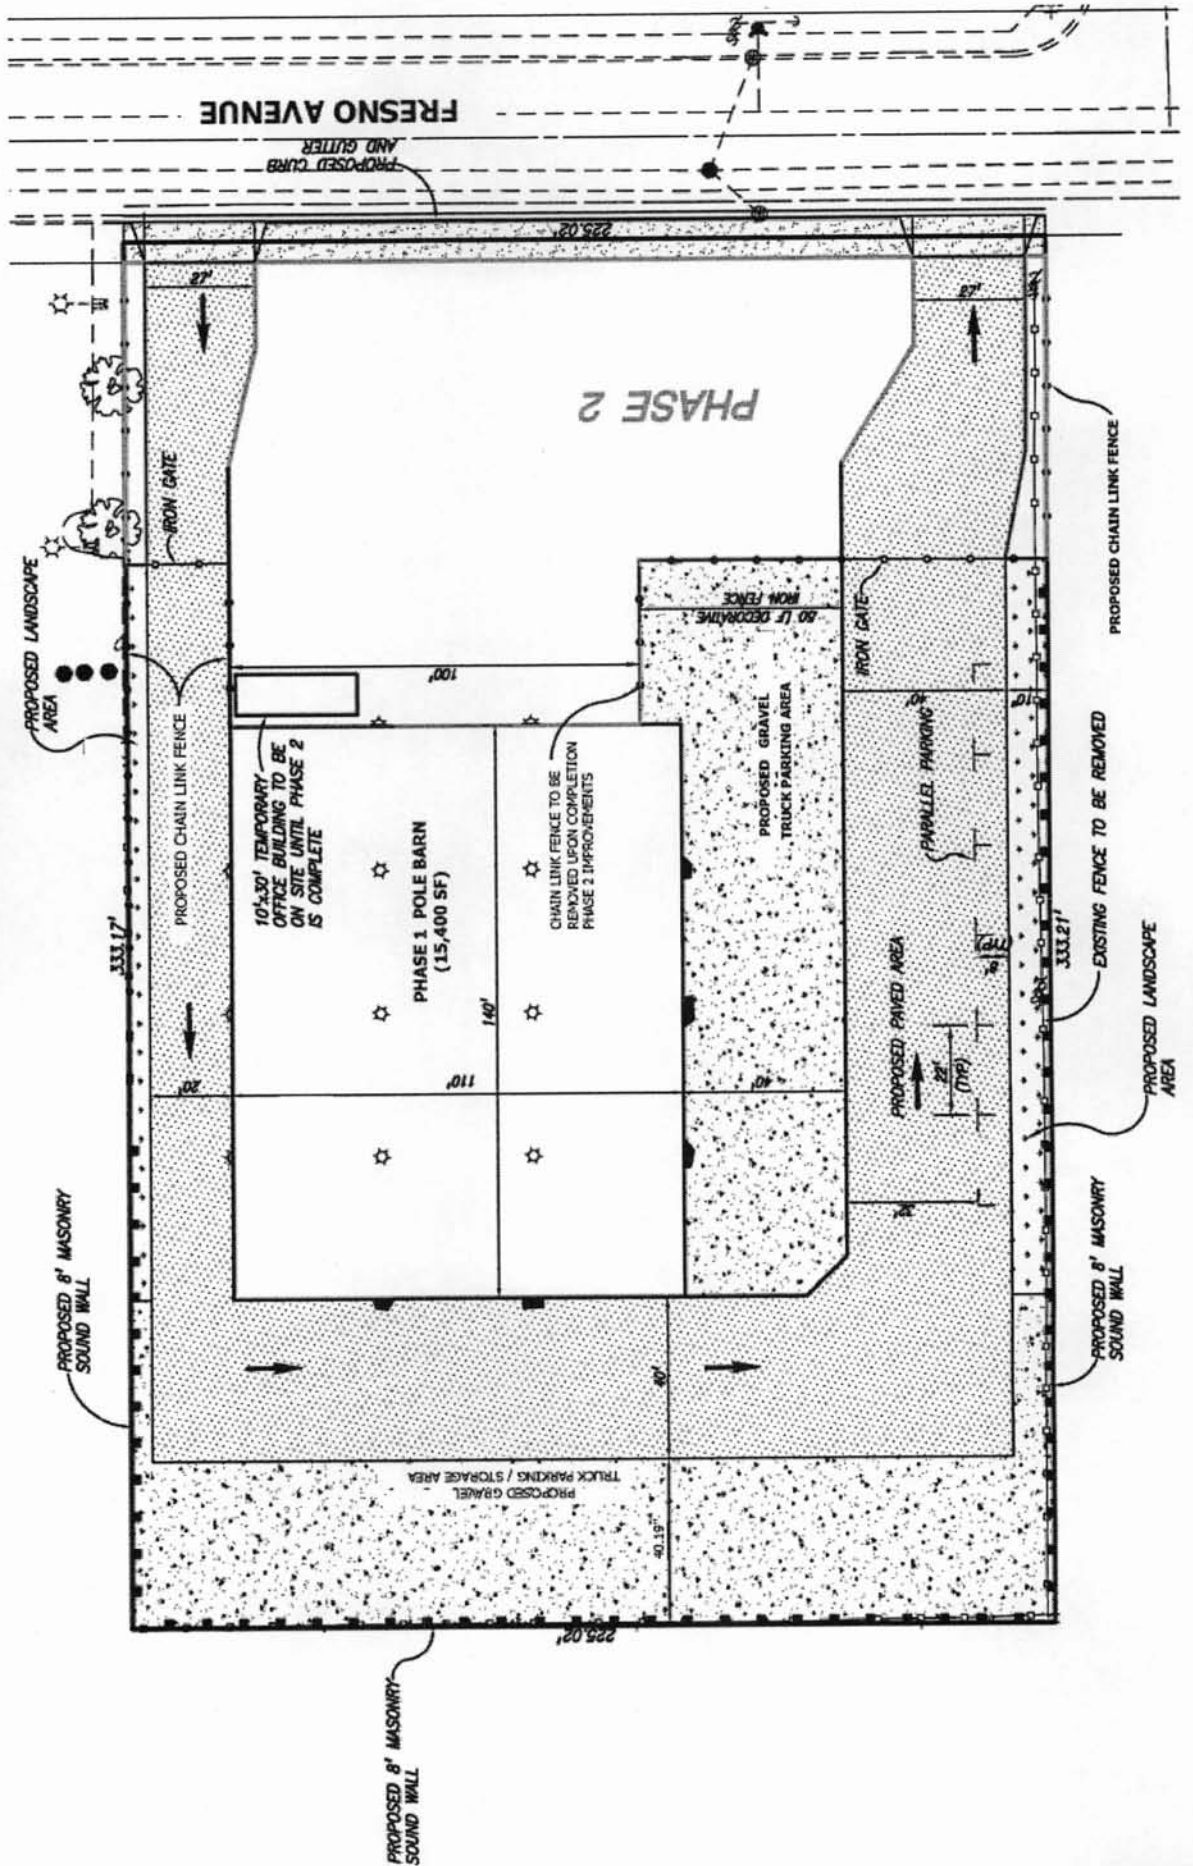 FRESNO AVENUE
PROPOSED CURB
AND GUTTER
225.02'
27'
27'
PHASE 2
IRON GATE
PROPOSED LANDSCAPE
AREA
PROPOSED CHAIN LINK FENCE
333.17'
10'x30' TEMPORARY
OFFICE BUILDING TO BE
ON SITE UNTIL PHASE 2
IS COMPLETE
100'
50 LF DECORATIVE
IRON FENCE
IRON GATE
PROPOSED CHAIN LINK FENCE
CHAIN LINK FENCE TO BE
REMOVED UPON COMPLETION
PHASE 2 IMPROVEMENTS
PHASE 1 POLE BARN
(15,400 SF)
140'
110'
20'
40'
PROPOSED GRAVEL
TRUCK PARKING AREA
40'
10'
PARALLEL PARKING
PROPOSED PAVED AREA
22'
(TYP)
(TYP)
333.21'
EXISTING FENCE TO BE REMOVED
PROPOSED LANDSCAPE
AREA
PROPOSED 8' MASONRY
SOUND WALL
PROPOSED 8' MASONRY
SOUND WALL
40'
PROPOSED GRAVEL
TRUCK PARKING / STORAGE AREA
40.19'
225.02'
PROPOSED 8' MASONRY
SOUND WALL